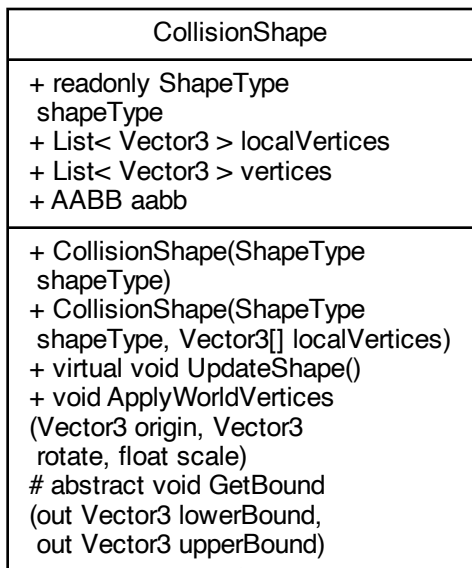 CollisionShape
+ readonly ShapeType
shapeType
+ List< Vector3 > localVertices
+ List< Vector3 > vertices
+ AABB aabb
+ CollisionShape(ShapeType
shapeType)
+ CollisionShape(ShapeType
shapeType, Vector3[] localVertices)
+ virtual void UpdateShape()
+ void ApplyWorldVertices
(Vector3 origin, Vector3
rotate, float scale)
# abstract void GetBound
(out Vector3 lowerBound,
out Vector3 upperBound)